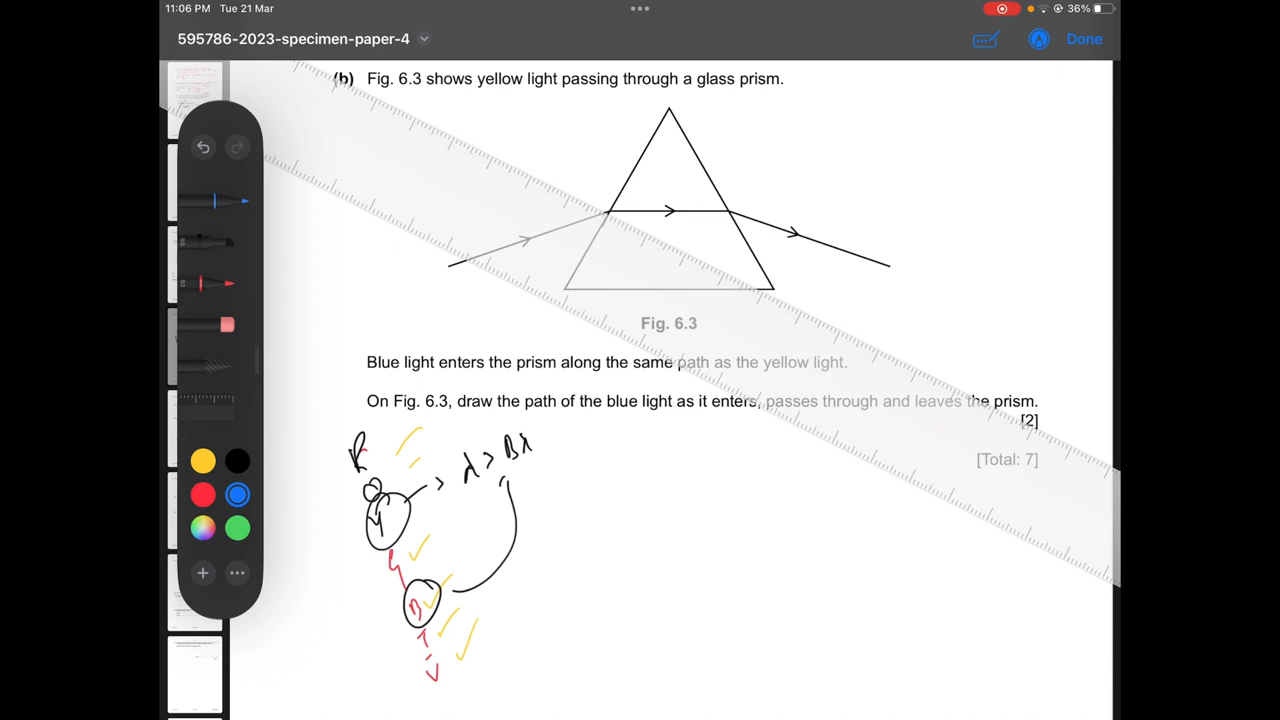 11:06 PM Tue 21 Mar 36%
595786-2023-specimen-paper-4 Done
(b) Fig. 6.3 shows yellow light passing through a glass prism.
Fig. 6.3
Blue light enters the prism along the same path as the yellow light.
On Fig. 6.3, draw the path of the blue light as it enters, passes through and leaves the prism.
[2]
[Total: 7]
R
O
Y → λ > Bλ
G
B
I
V